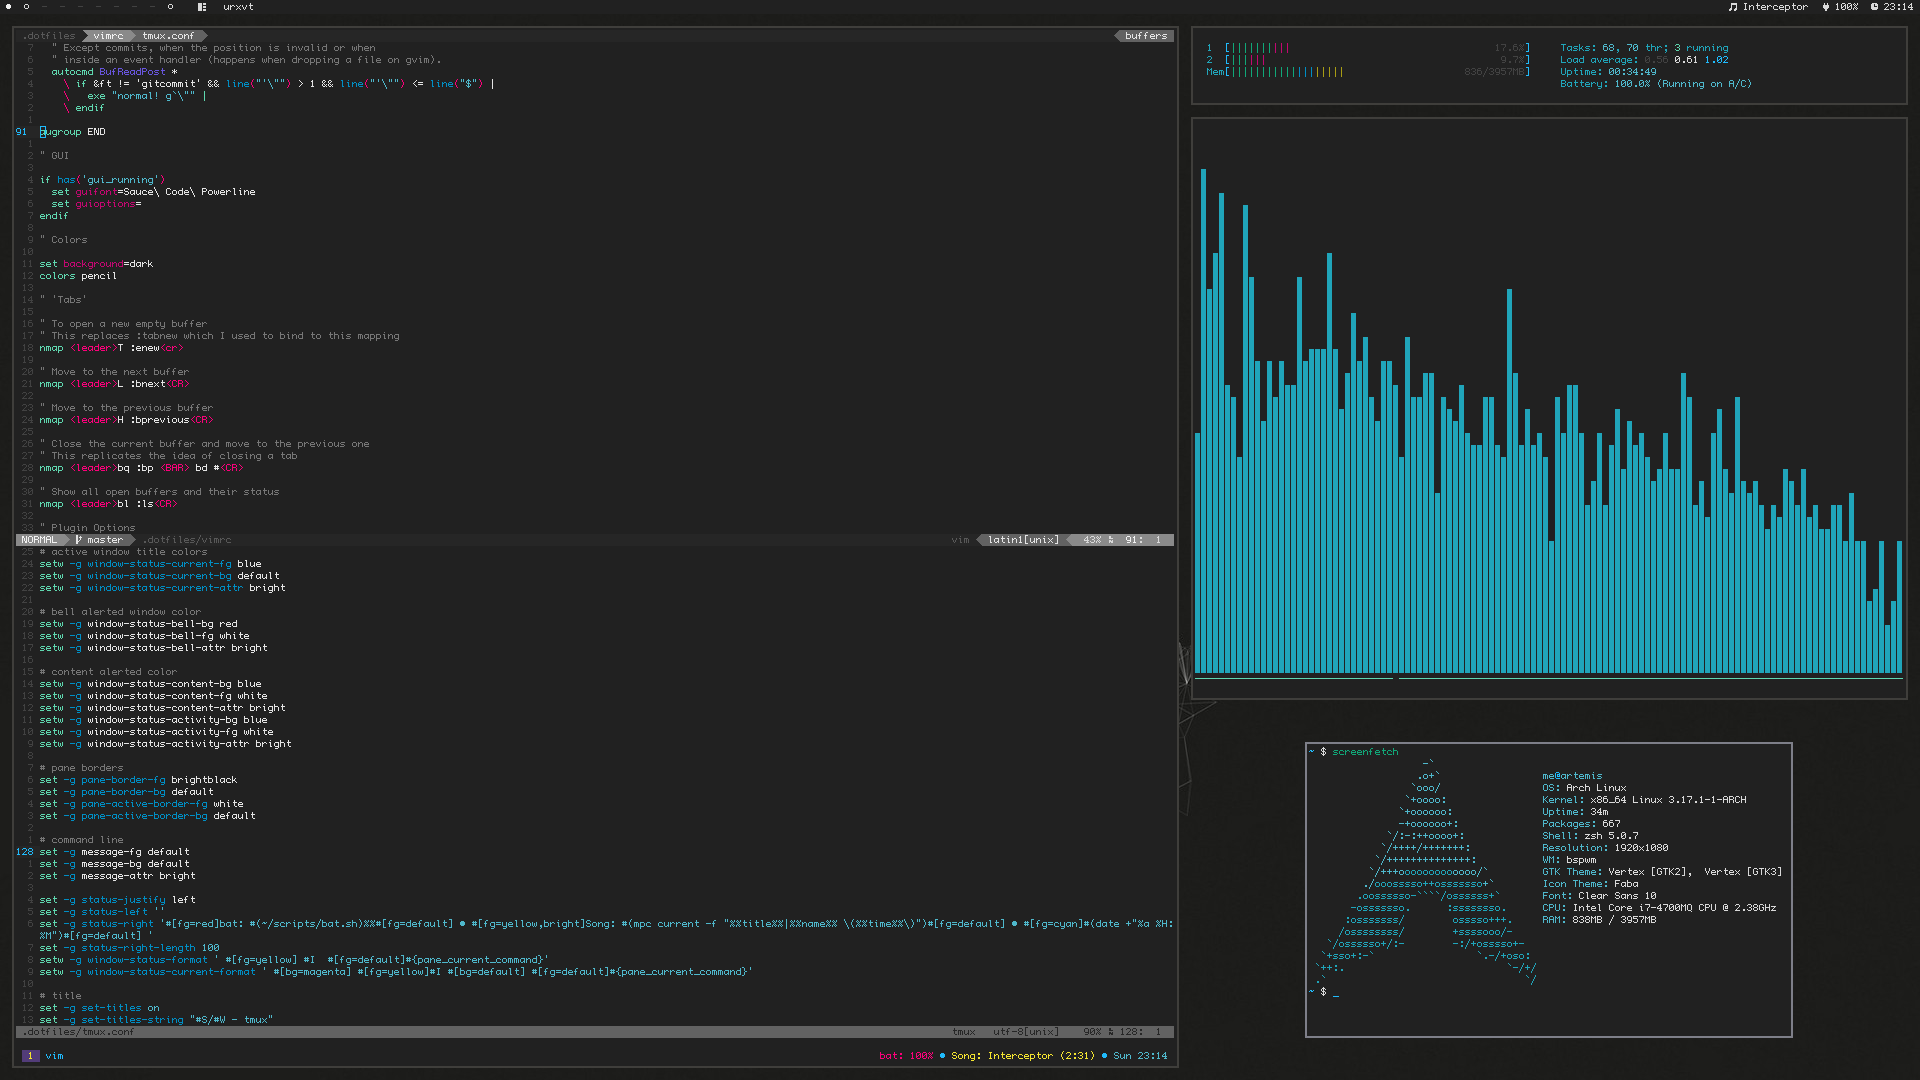 urxvt
Interceptor 100% 23:14
.dotfiles vimrc tmux.conf buffers
7 " Except commits, when the position is invalid or when
6 " inside an event handler (happens when dropping a file on gvim).
5 autocmd BufReadPost *
4 \ if &ft != 'gitcommit' && line("'\"") > 1 && line("'\"") <= line("$") |
3 \ exe "normal! g`\"" |
2 \ endif
1
91 augroup END
1
2 " GUI
3
4 if has('gui_running')
5 set guifont=Sauce\ Code\ Powerline
6 set guioptions=
7 endif
8
9 " Colors
10
11 set background=dark
12 colors pencil
13
14 " 'Tabs'
15
16 " To open a new empty buffer
17 " This replaces :tabnew which I used to bind to this mapping
18 nmap <leader>T :enew<cr>
19
20 " Move to the next buffer
21 nmap <leader>L :bnext<CR>
22
23 " Move to the previous buffer
24 nmap <leader>H :bprevious<CR>
25
26 " Close the current buffer and move to the previous one
27 " This replicates the idea of closing a tab
28 nmap <leader>bq :bp <BAR> bd #<CR>
29
30 " Show all open buffers and their status
31 nmap <leader>bl :ls<CR>
32
33 " Plugin Options
NORMAL master .dotfiles/vimrc vim latin1[unix] 43% 91: 1
25 # active window title colors
24 setw -g window-status-current-fg blue
23 setw -g window-status-current-bg default
22 setw -g window-status-current-attr bright
21
20 # bell alerted window color
19 setw -g window-status-bell-bg red
18 setw -g window-status-bell-fg white
17 setw -g window-status-bell-attr bright
16
15 # content alerted color
14 setw -g window-status-content-bg blue
13 setw -g window-status-content-fg white
12 setw -g window-status-content-attr bright
11 setw -g window-status-activity-bg blue
10 setw -g window-status-activity-fg white
9 setw -g window-status-activity-attr bright
8
7 # pane borders
6 set -g pane-border-fg brightblack
5 set -g pane-border-bg default
4 set -g pane-active-border-fg white
3 set -g pane-active-border-bg default
2
1 # command line
128 set -g message-fg default
1 set -g message-bg default
2 set -g message-attr bright
3
4 set -g status-justify left
5 set -g status-left ''
6 set -g status-right '#[fg=red]bat: #(~/scripts/bat.sh)%%#[fg=default] ● #[fg=yellow,bright]Song: #(mpc current -f "%%title%%|%%name%% \(%%time%%\)")#[fg=default] ● #[fg=cyan]#(date +"%a %H:
%M")#[fg=default] '
7 set -g status-right-length 100
8 setw -g window-status-format ' #[fg=yellow] #I #[fg=default]#{pane_current_command}'
9 setw -g window-status-current-format ' #[bg=magenta] #[fg=yellow]#I #[bg=default] #[fg=default]#{pane_current_command}'
10
11 # title
12 set -g set-titles on
13 set -g set-titles-string "#S/#W - tmux"
.dotfiles/tmux.conf tmux utf-8[unix] 90% 128: 1
1 vim bat: 100% ● Song: Interceptor (2:31) ● Sun 23:14
1 [|||||||||| 17.6%]
2 [|||||| 9.7%]
Mem[||||||||||||||||||| 836/3957MB]
Tasks: 68, 70 thr; 3 running
Load average: 0.56 0.61 1.02
Uptime: 00:34:49
Battery: 100.0% (Running on A/C)
~ $ screenfetch
-`
.o+`
`ooo/
`+oooo:
`+oooooo:
-+oooooo+:
`/:-:++oooo+:
`/++++/+++++++:
`/++++++++++++++:
`/+++ooooooooooooo/`
./ooosssso++osssssso+`
.oossssso-````/ossssss+`
-osssssso. :ssssssso.
:osssssss/ osssso+++.
/ossssssss/ +ssssooo/-
`/ossssso+/:- -:/+osssso+-
`+sso+:-` `.-/+oso:
`++:. `-/+/
.` `/
me@artemis
OS: Arch Linux
Kernel: x86_64 Linux 3.17.1-1-ARCH
Uptime: 34m
Packages: 667
Shell: zsh 5.0.7
Resolution: 1920x1080
WM: bspwm
GTK Theme: Vertex [GTK2], Vertex [GTK3]
Icon Theme: Faba
Font: Clear Sans 10
CPU: Intel Core i7-4700MQ CPU @ 2.38GHz
RAM: 838MB / 3957MB
~ $ _